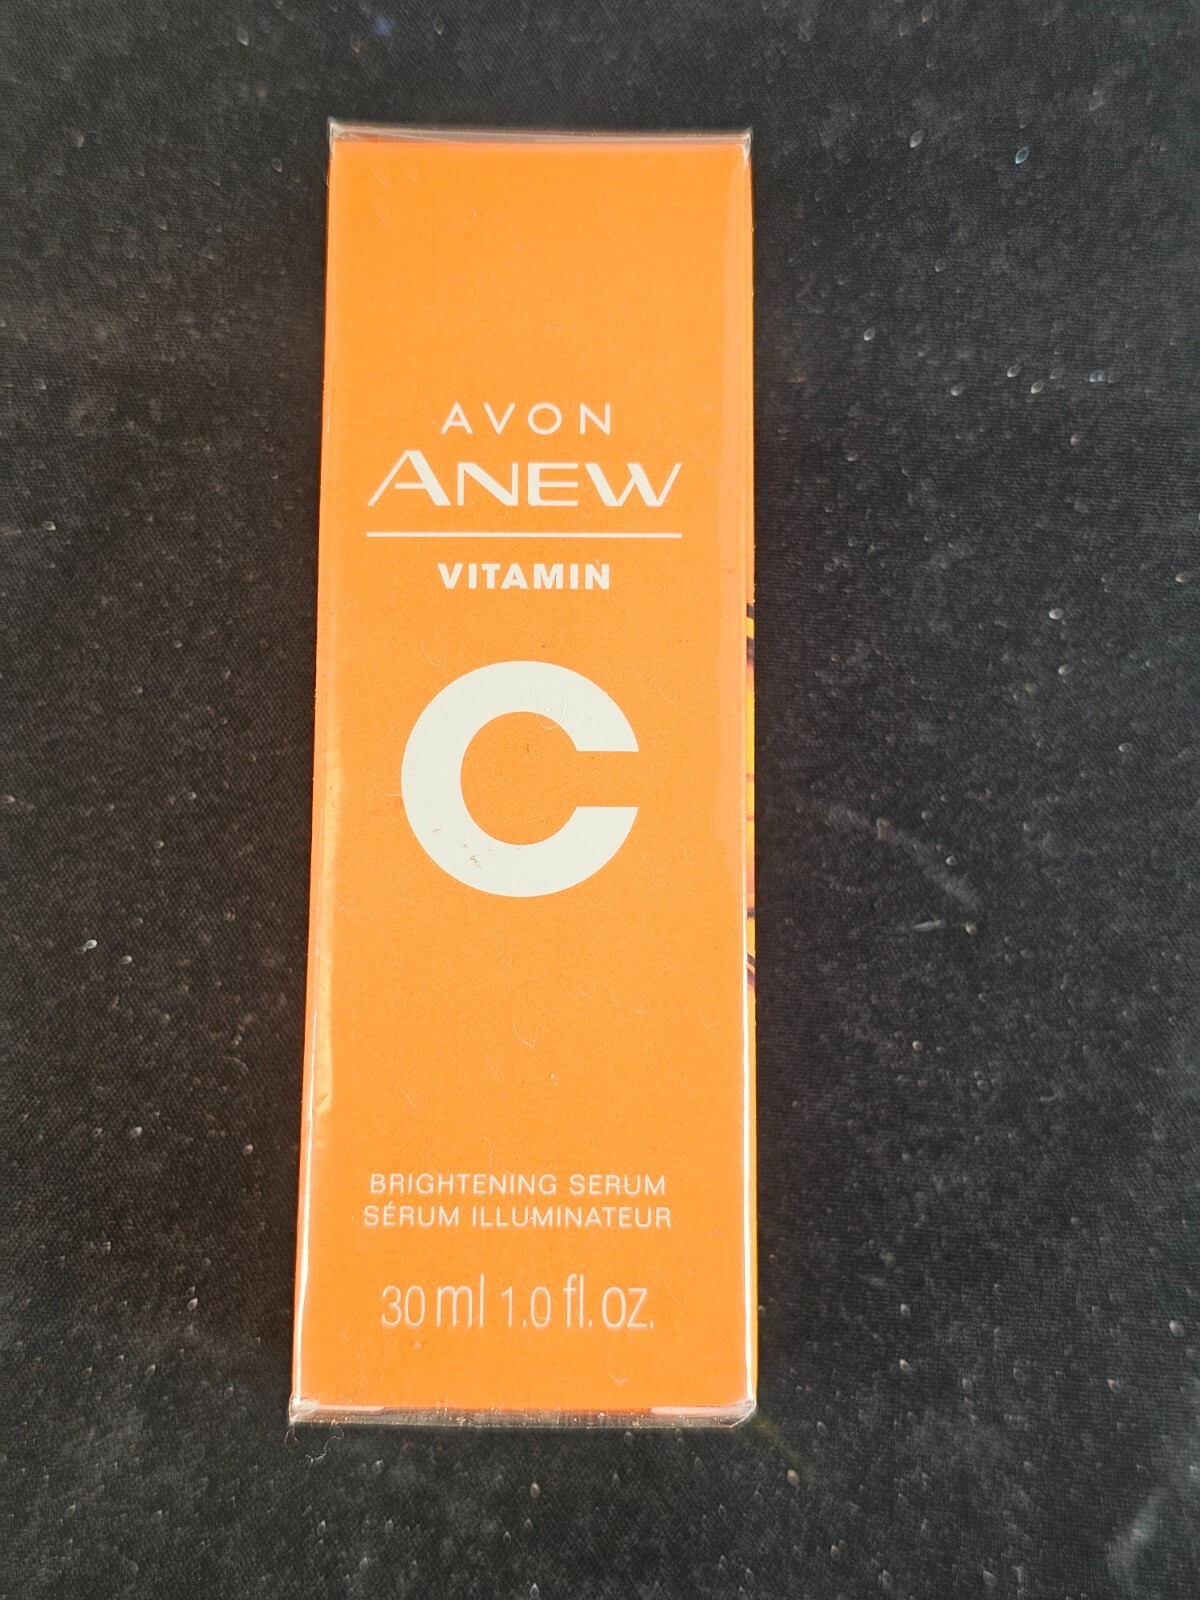 AVON
ANEW
VITAMIN
C
BRIGHTENING SERUM
SÉRUM ILLUMINATEUR
30 ml 1.0 fl. oz.